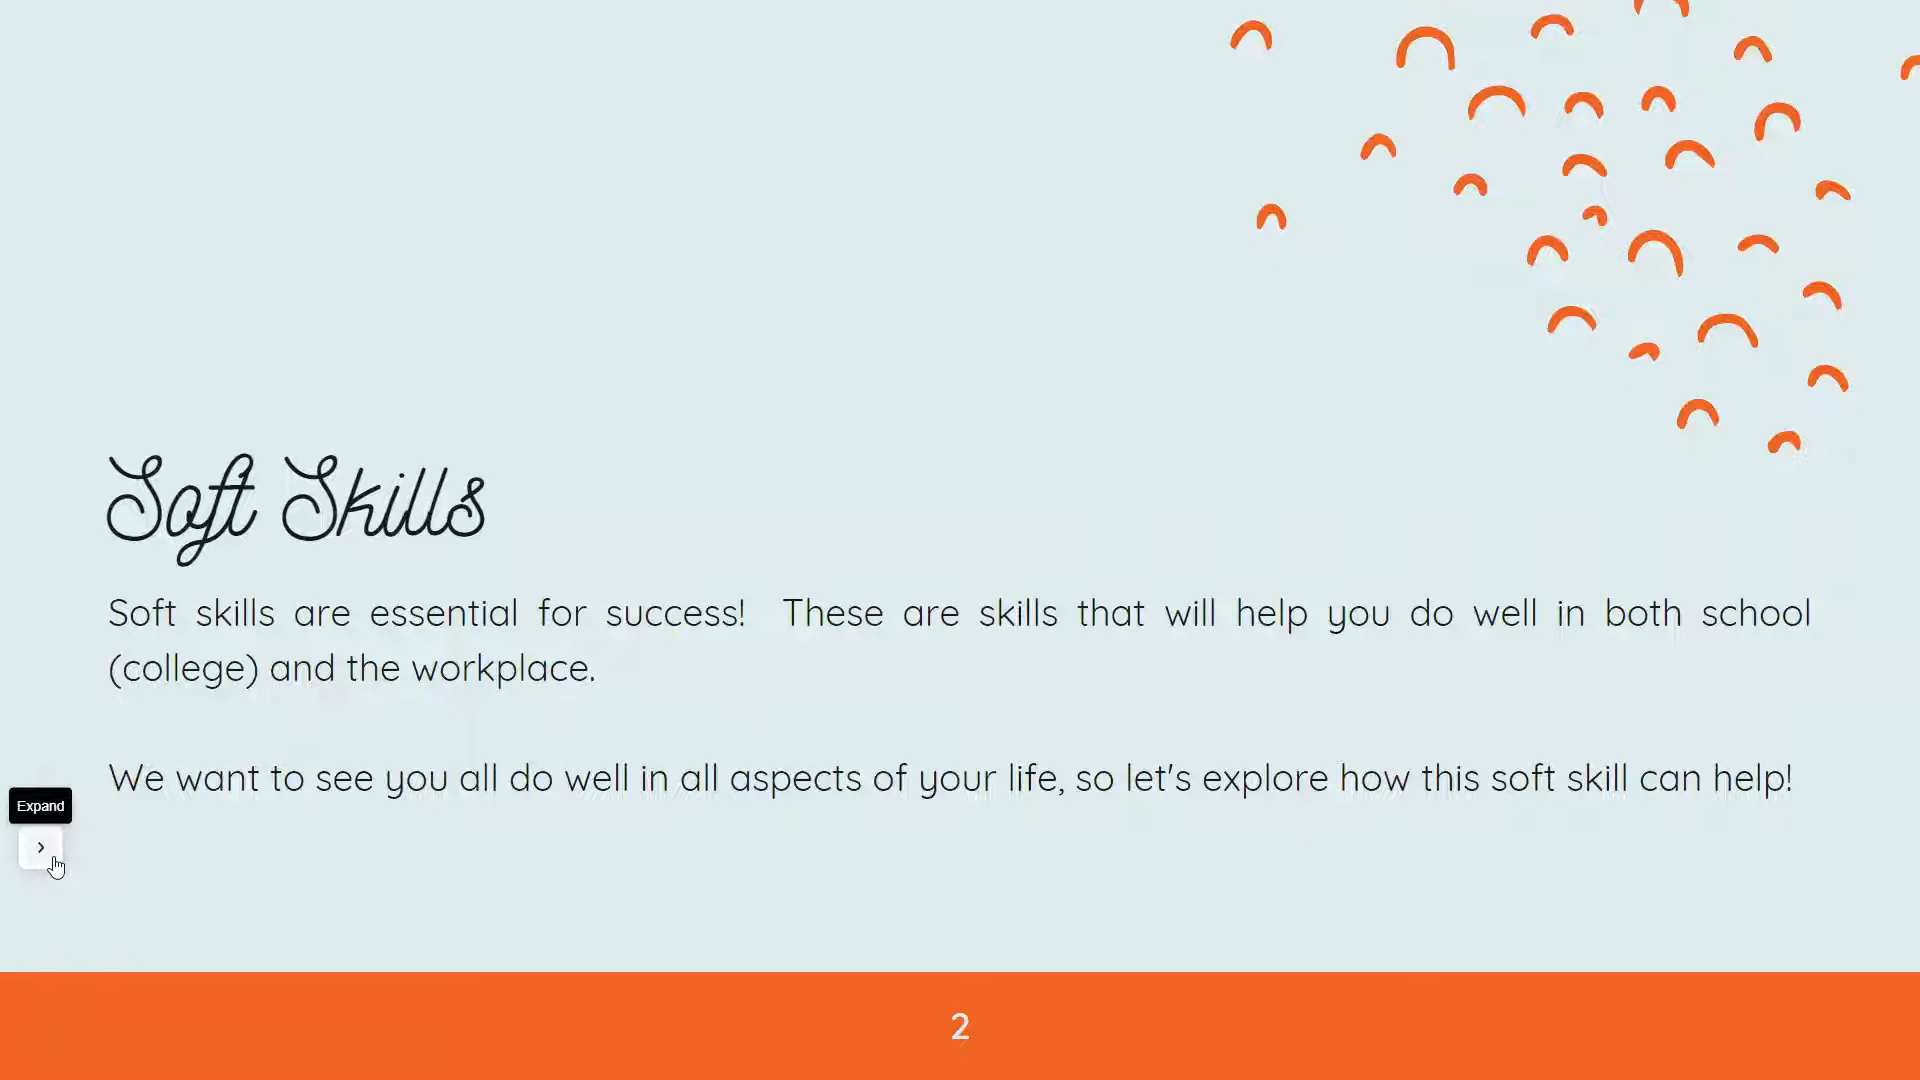 Soft Skills
Soft skills are essential for success! These are skills that will help you do well in both school
(college) and the workplace.
We want to see you all do well in all aspects of your life, so let's explore how this soft skill can help!
Expand
2